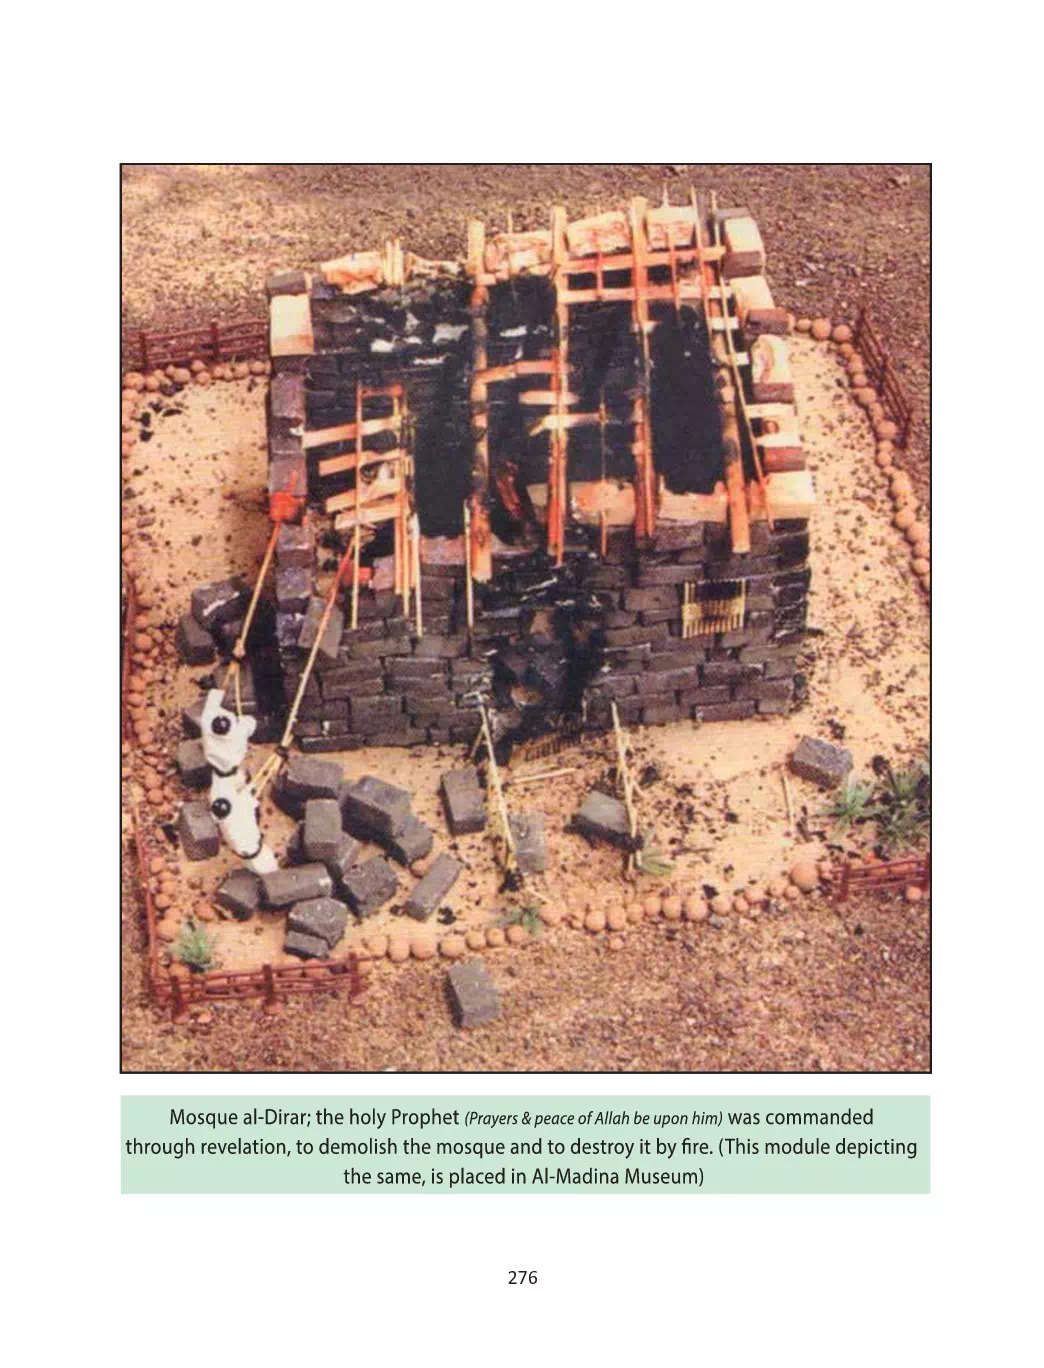 Mosque al-Dirar; the holy Prophet (Prayers & peace of Allah be upon him) was commanded
through revelation, to demolish the mosque and to destroy it by fire. (This module depicting
the same, is placed in Al-Madina Museum)
276